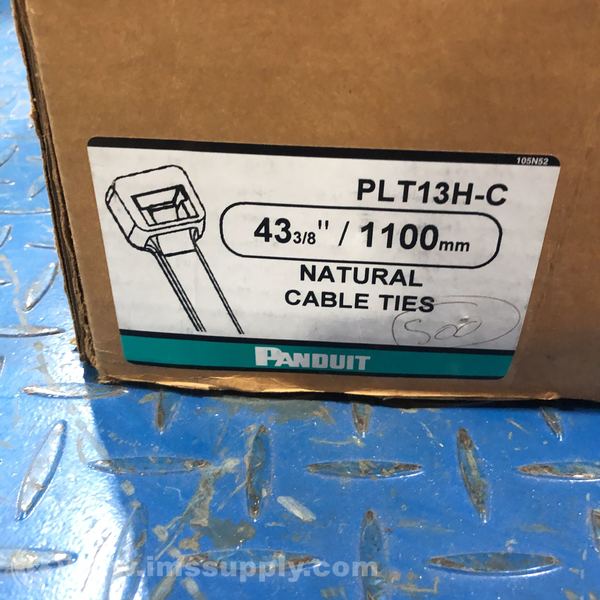 105N52
PLT13H-C
43 3/8" / 1100mm
NATURAL
CABLE TIES
500
PANDUIT
www.imssupply.com